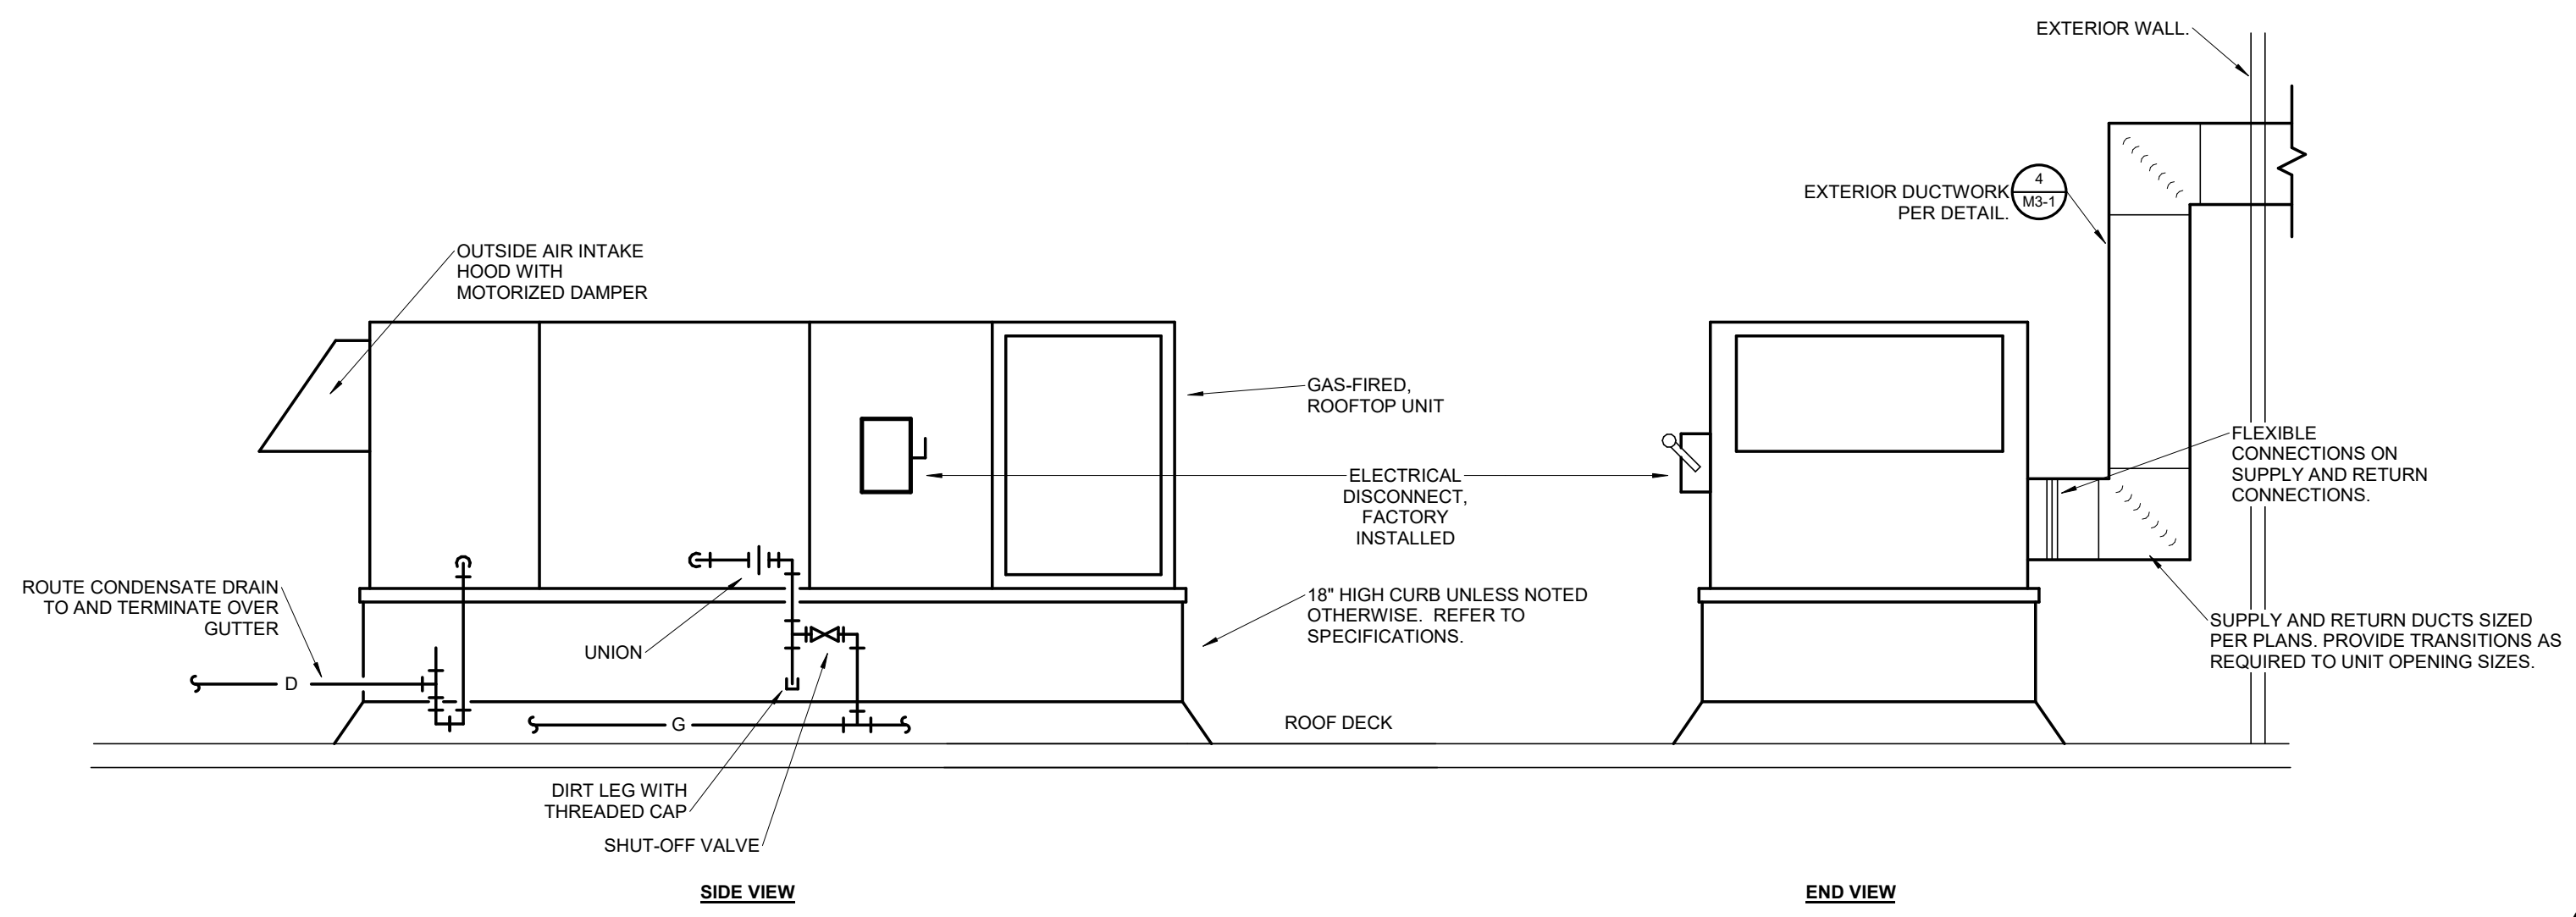 EXTERIOR WALL.
4
M3-1
EXTERIOR DUCTWORK
PER DETAIL.
OUTSIDE AIR INTAKE
HOOD WITH
MOTORIZED DAMPER
GAS-FIRED,
ROOFTOP UNIT
FLEXIBLE
CONNECTIONS ON
SUPPLY AND RETURN
CONNECTIONS.
ELECTRICAL
DISCONNECT,
FACTORY
INSTALLED
ROUTE CONDENSATE DRAIN
TO AND TERMINATE OVER
GUTTER
18" HIGH CURB UNLESS NOTED
OTHERWISE. REFER TO
SPECIFICATIONS.
SUPPLY AND RETURN DUCTS SIZED
PER PLANS. PROVIDE TRANSITIONS AS
REQUIRED TO UNIT OPENING SIZES.
UNION
D
G
ROOF DECK
DIRT LEG WITH
THREADED CAP
SHUT-OFF VALVE
SIDE VIEW
END VIEW